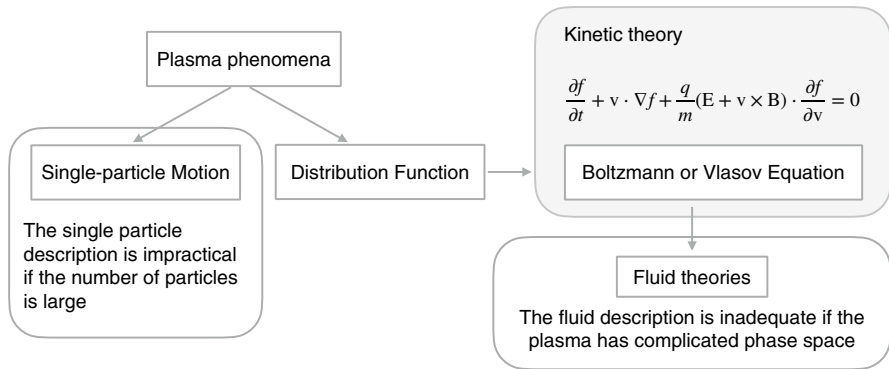 Plasma phenomena
Single-particle Motion
The single particle
description is impractical
if the number of particles
is large
Distribution Function
Kinetic theory
∂f/∂t + v · ∇f + q/m (E + v × B) · ∂f/∂v = 0
Boltzmann or Vlasov Equation
Fluid theories
The fluid description is inadequate if the
plasma has complicated phase space